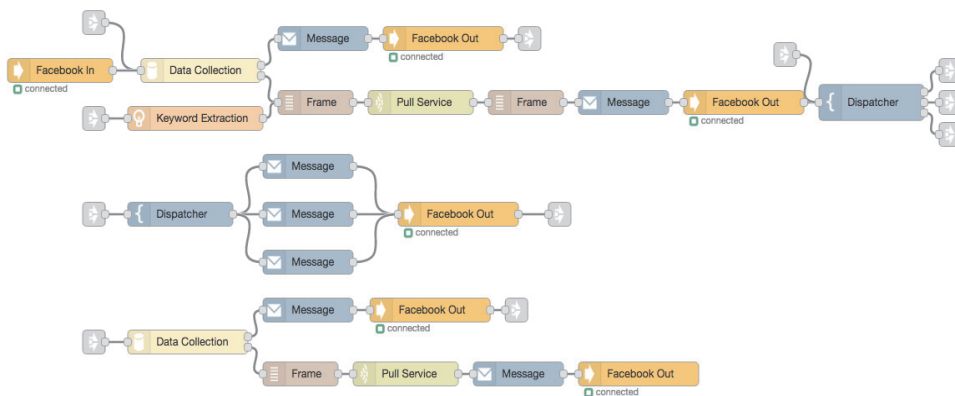 Message
Facebook Out
connected
Facebook In
connected
Data Collection
Frame
Pull Service
Frame
Message
Facebook Out
connected
Dispatcher
Keyword Extraction
Message
Dispatcher
Message
Facebook Out
connected
Message
Message
Facebook Out
connected
Data Collection
Frame
Pull Service
Message
Facebook Out
connected